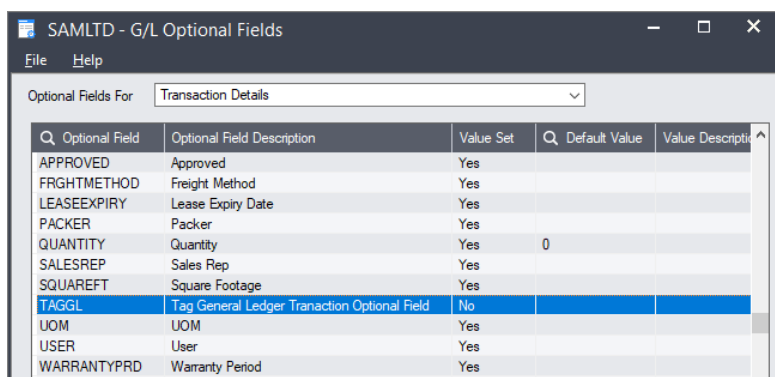 SAMLTD - G/L Optional Fields
File Help
Optional Fields For Transaction Details
Optional Field Optional Field Description Value Set Default Value Value Descriptic
APPROVED Approved Yes
FRGHTMETHOD Freight Method Yes
LEASEEXPIRY Lease Expiry Date Yes
PACKER Packer Yes
QUANTITY Quantity Yes 0
SALESREP Sales Rep Yes
SQUAREFT Square Footage Yes
TAGGL Tag General Ledger Tranaction Optional Field No
UOM UOM Yes
USER User Yes
WARRANTYPRD Warranty Period Yes